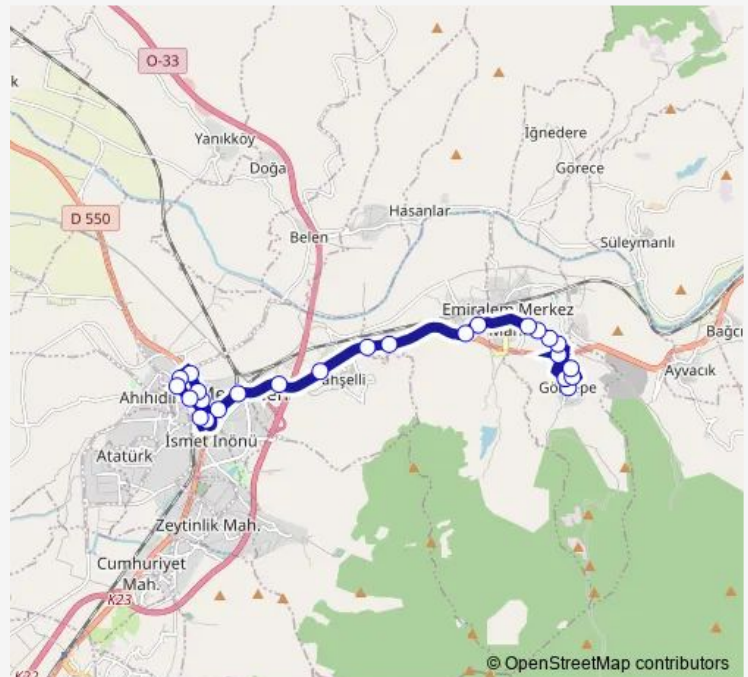 O-33
Yanıkköy
Doğa
İğnedere
Görece
D 550
Hasanlar
Belen
Süleymanlı
Emiralem Merkez
Bağcı
Ayvacık
Ahıhıdı
İsmet İnönü
Atatürk
Zeytinlik Mah.
Cumhuriyet
Mah.
K23
© OpenStreetMap contributors